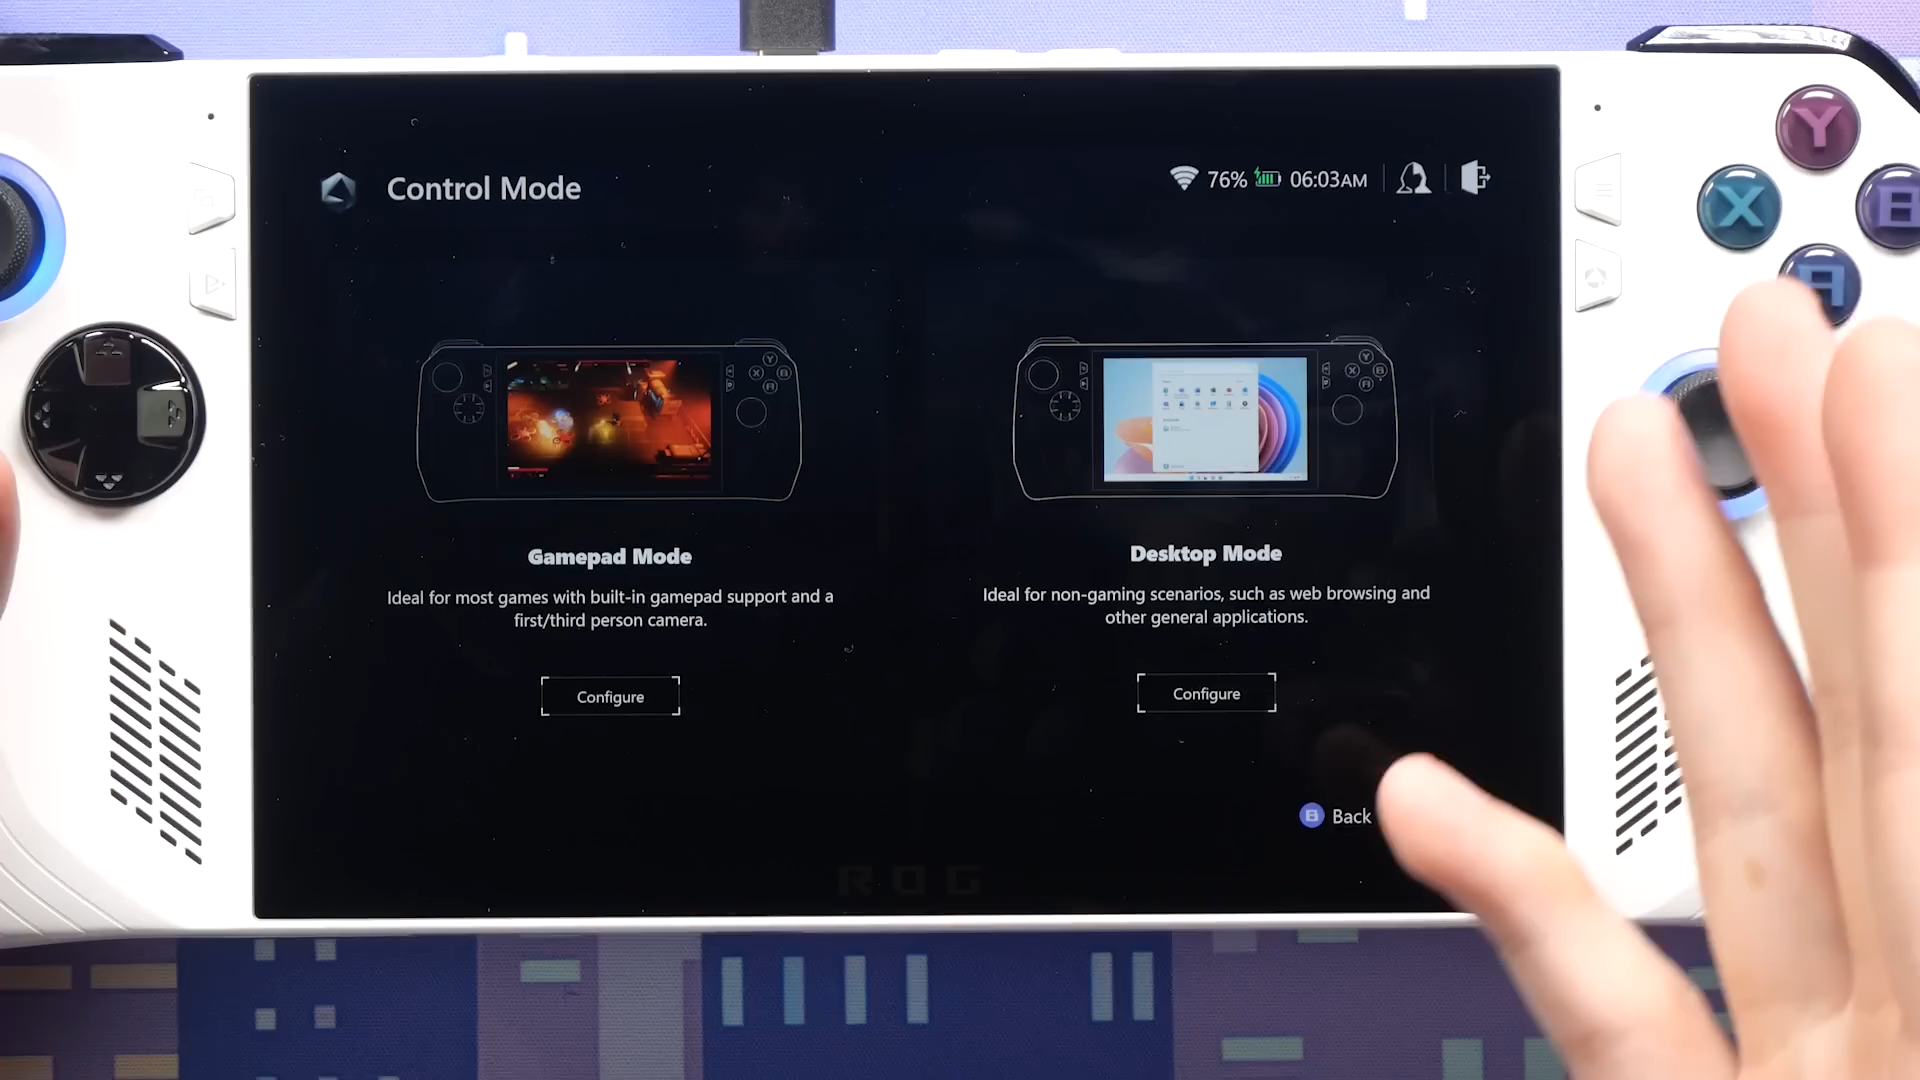 Control Mode
76% 06:03AM
Y
X
B
A
Gamepad Mode
Ideal for most games with built-in gamepad support and a
first/third person camera.
Configure
Desktop Mode
Ideal for non-gaming scenarios, such as web browsing and
other general applications.
Configure
B Back
ROG